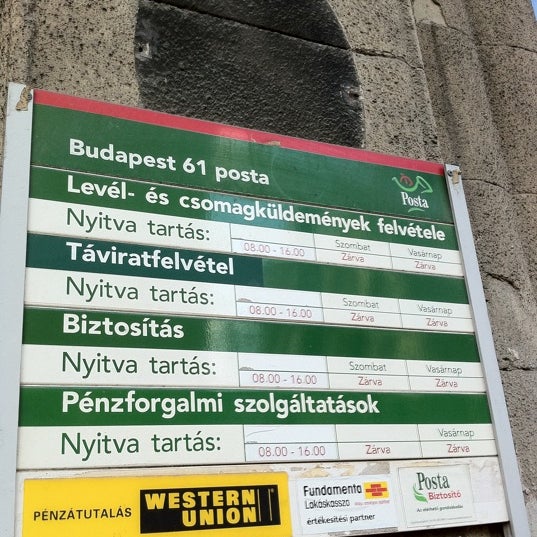 Budapest 61 posta
Posta
Levél- és csomagküldemények felvétele
Nyitva tartás: 08.00 - 16.00 Szombat Zárva Vasárnap Zárva
Táviratfelvétel
Nyitva tartás: 08.00 - 16.00 Szombat Zárva Vasárnap Zárva
Biztosítás
Nyitva tartás: 08.00 - 16.00 Szombat Zárva Vasárnap Zárva
Pénzforgalmi szolgáltatások
Nyitva tartás: 08.00 - 16.00 Zárva Vasárnap Zárva
PÉNZÁTUTALÁS
WESTERN
UNION
Fundamenta
Lakáskassza
értékesítési partner
Posta
Biztosító
Az elérhető gondoskodás